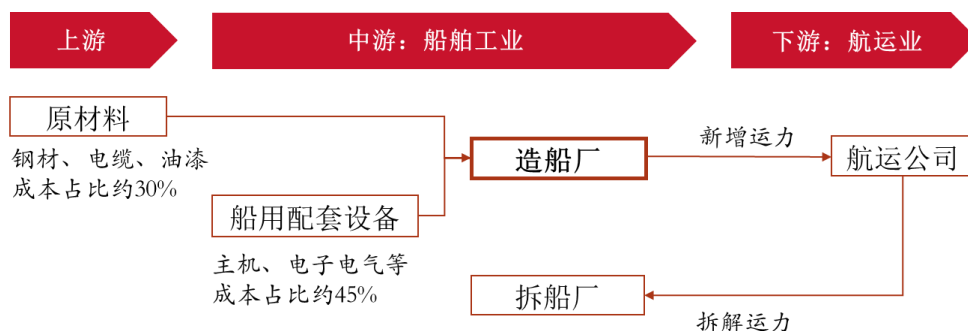 上游
中游：船舶工业
下游：航运业
原材料
钢材、电缆、油漆
成本占比约30%
造船厂
新增运力
航运公司
船用配套设备
主机、电子电气等
成本占比约45%
拆船厂
拆解运力